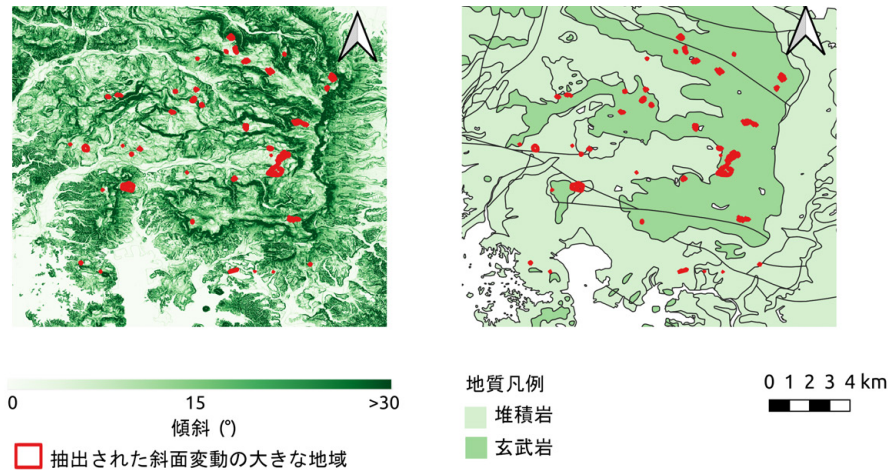 0 15 >30
傾斜 (°)
抽出された斜面変動の大きな地域
地質凡例
堆積岩
玄武岩
0 1 2 3 4 km